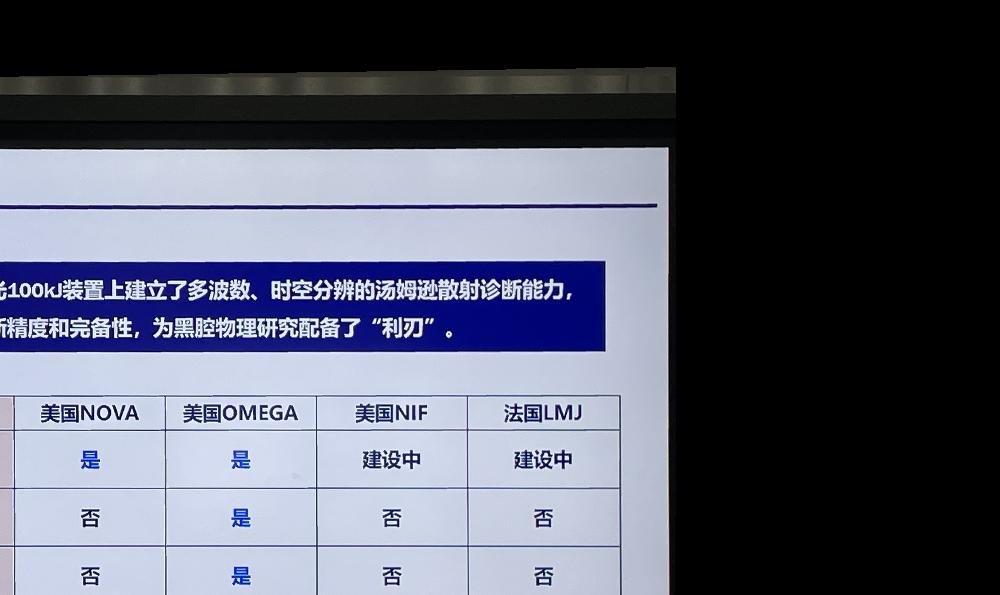 100kJ装置上建立了多波数、时空分辨的汤姆逊散射诊断能力，
精度和完备性，为黑腔物理研究配备了“利刃”。
美国NOVA 美国OMEGA 美国NIF 法国LMJ
是 是 建设中 建设中
否 是 否 否
否 是 否 否